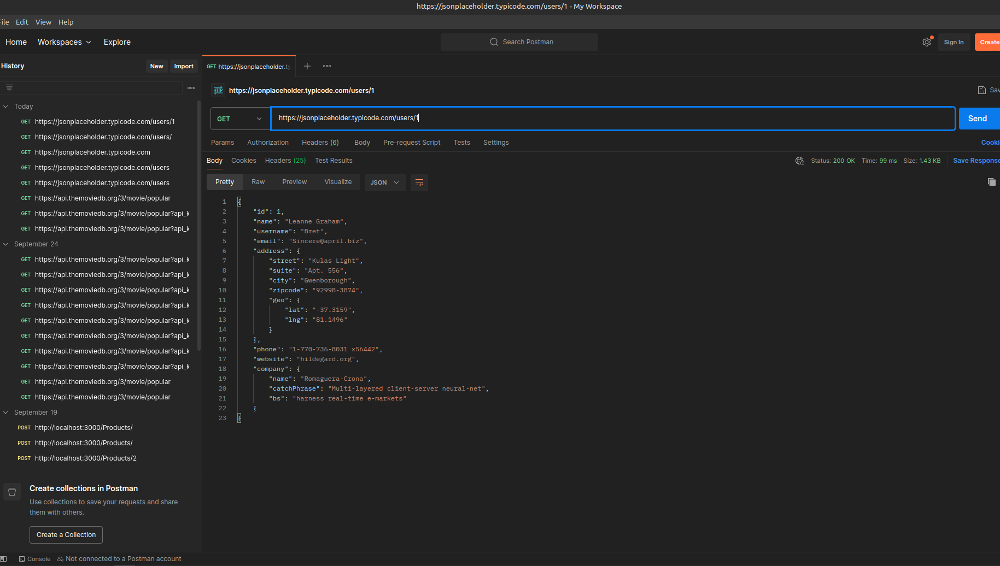 https://jsonplaceholder.typicode.com/users/1 - My Workspace
File Edit View Help
Home Workspaces Explore
Search Postman
Sign In
Create
History
New Import
GET https://jsonplaceholder.ty
https://jsonplaceholder.typicode.com/users/1
Sav
Today
GET https://jsonplaceholder.typicode.com/users/1
GET https://jsonplaceholder.typicode.com/users/
GET https://jsonplaceholder.typicode.com
GET https://jsonplaceholder.typicode.com/users
GET https://jsonplaceholder.typicode.com/users
GET https://api.themoviedb.org/3/movie/popular
GET https://api.themoviedb.org/3/movie/popular?api_k
GET https://api.themoviedb.org/3/movie/popular?api_k
September 24
GET https://api.themoviedb.org/3/movie/popular?api_k
GET https://api.themoviedb.org/3/movie/popular?api_k
GET https://api.themoviedb.org/3/movie/popular?api_k
GET https://api.themoviedb.org/3/movie/popular?api_k
GET https://api.themoviedb.org/3/movie/popular?api_k
GET https://api.themoviedb.org/3/movie/popular?api_k
GET https://api.themoviedb.org/3/movie/popular?api_k
GET https://api.themoviedb.org/3/movie/popular?api_k
GET https://api.themoviedb.org/3/movie/popular
GET https://api.themoviedb.org/3/movie/popular
September 19
POST http://localhost:3000/Products/
POST http://localhost:3000/Products/
POST http://localhost:3000/Products/2
Create collections in Postman
Use collections to save your requests and share
them with others.
Create a Collection
HTTP
GET https://jsonplaceholder.typicode.com/users/1
Send
Params Authorization Headers (6) Body Pre-request Script Tests Settings
Cooki
Body Cookies Headers (25) Test Results
Status: 200 OK Time: 99 ms Size: 1.43 KB Save Response
Pretty Raw Preview Visualize JSON
1 {
2 "id": 1,
3 "name": "Leanne Graham",
4 "username": "Bret",
5 "email": "Sincere@april.biz",
6 "address": {
7 "street": "Kulas Light",
8 "suite": "Apt. 556",
9 "city": "Gwenborough",
10 "zipcode": "92998-3874",
11 "geo": {
12 "lat": "-37.3159",
13 "lng": "81.1496"
14 }
15 },
16 "phone": "1-770-736-8031 x56442",
17 "website": "hildegard.org",
18 "company": {
19 "name": "Romaguera-Crona",
20 "catchPhrase": "Multi-layered client-server neural-net",
21 "bs": "harness real-time e-markets"
22 }
23 }
Console Not connected to a Postman account